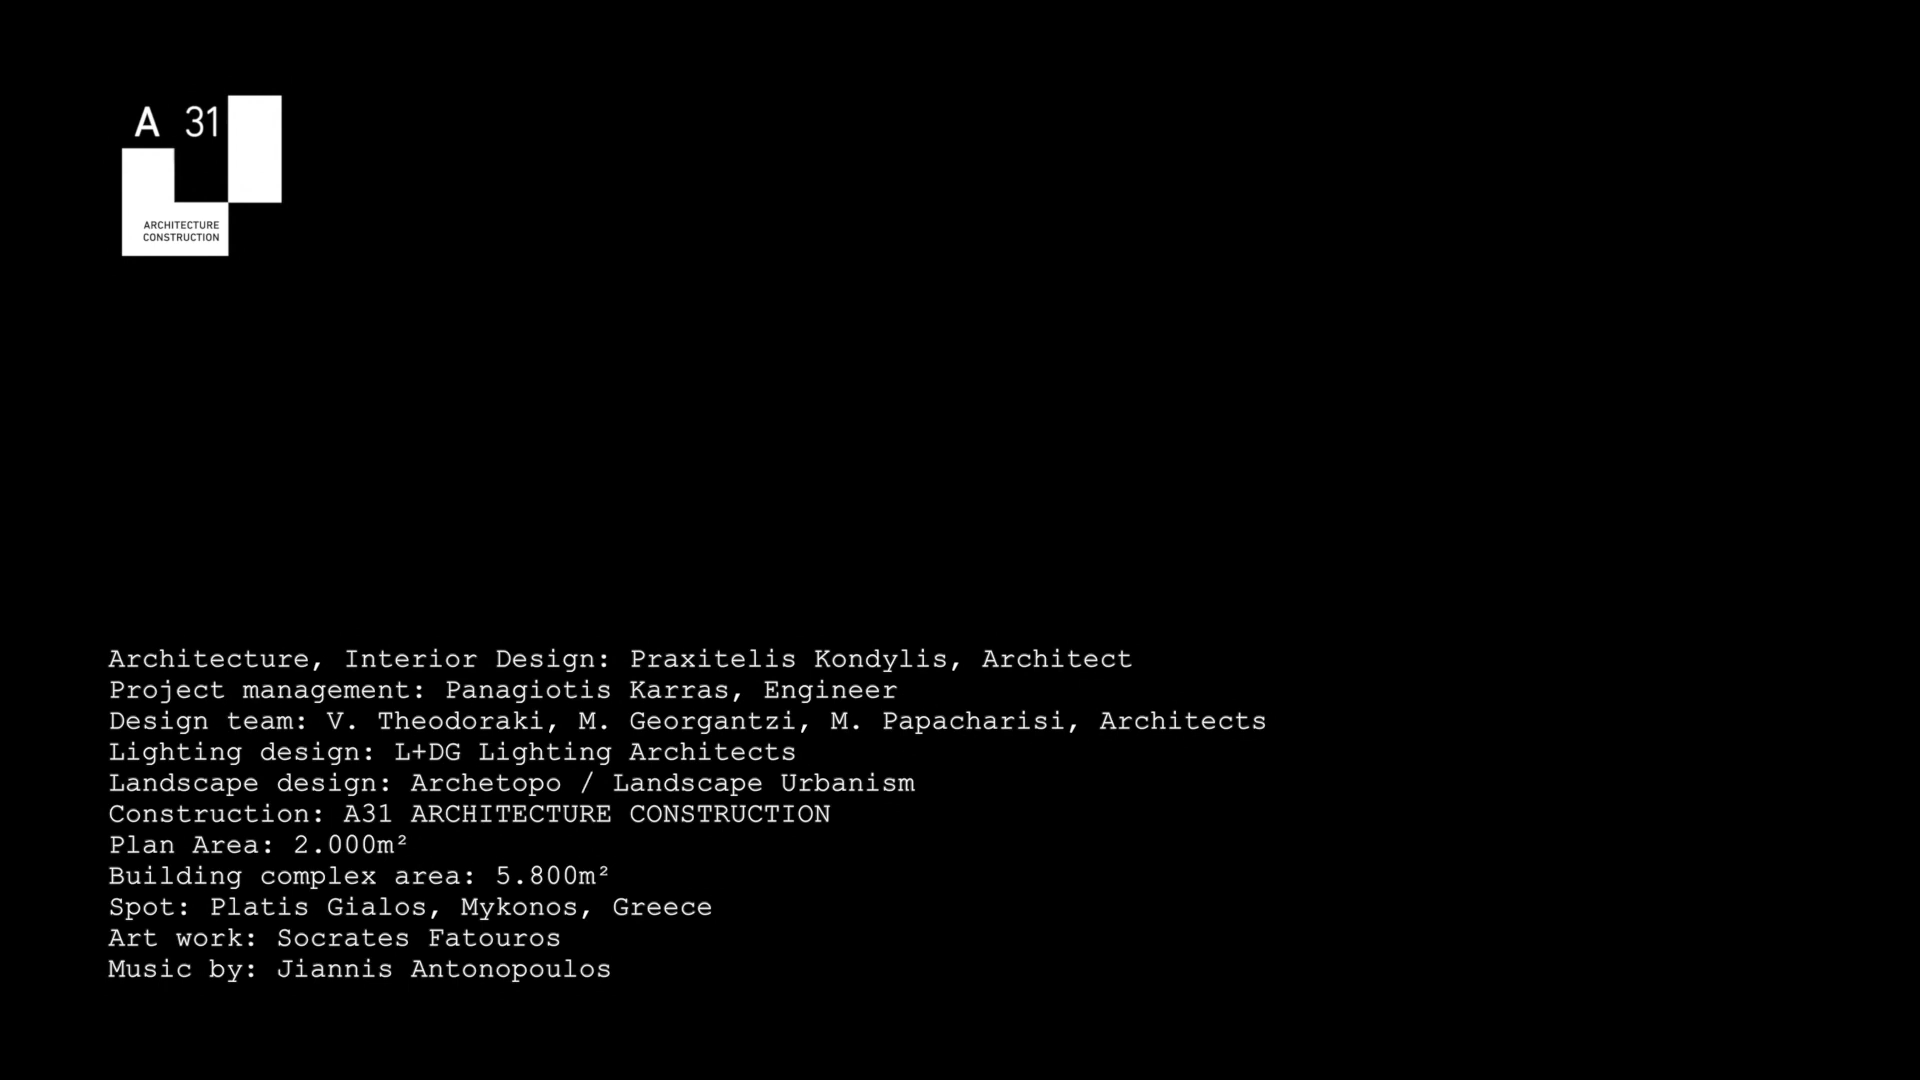 A 31
ARCHITECTURE
CONSTRUCTION
Architecture, Interior Design: Praxitelis Kondylis, Architect
Project management: Panagiotis Karras, Engineer
Design team: V. Theodoraki, M. Georgantzi, M. Papacharisi, Architects
Lighting design: L+DG Lighting Architects
Landscape design: Archetopo / Landscape Urbanism
Construction: A31 ARCHITECTURE CONSTRUCTION
Plan Area: 2.000m²
Building complex area: 5.800m²
Spot: Platis Gialos, Mykonos, Greece
Art work: Socrates Fatouros
Music by: Jiannis Antonopoulos